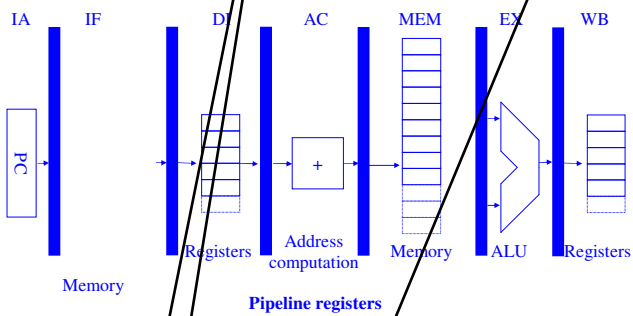 IA IF DI AC MEM EX WB
PC
+
Registers Address computation Memory ALU Registers
Memory
Pipeline registers